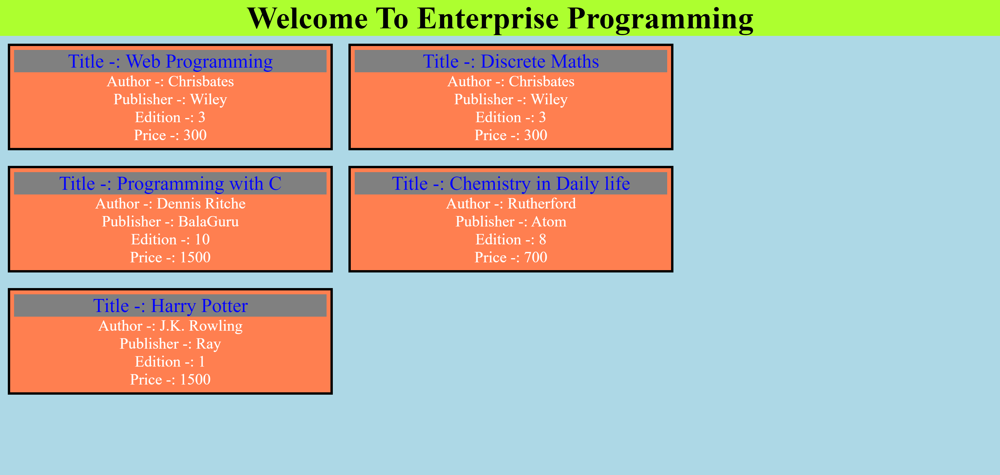 Welcome To Enterprise Programming
Title -: Web Programming
Author -: Chrisbates
Publisher -: Wiley
Edition -: 3
Price -: 300
Title -: Discrete Maths
Author -: Chrisbates
Publisher -: Wiley
Edition -: 3
Price -: 300
Title -: Programming with C
Author -: Dennis Ritche
Publisher -: BalaGuru
Edition -: 10
Price -: 1500
Title -: Chemistry in Daily life
Author -: Rutherford
Publisher -: Atom
Edition -: 8
Price -: 700
Title -: Harry Potter
Author -: J.K. Rowling
Publisher -: Ray
Edition -: 1
Price -: 1500